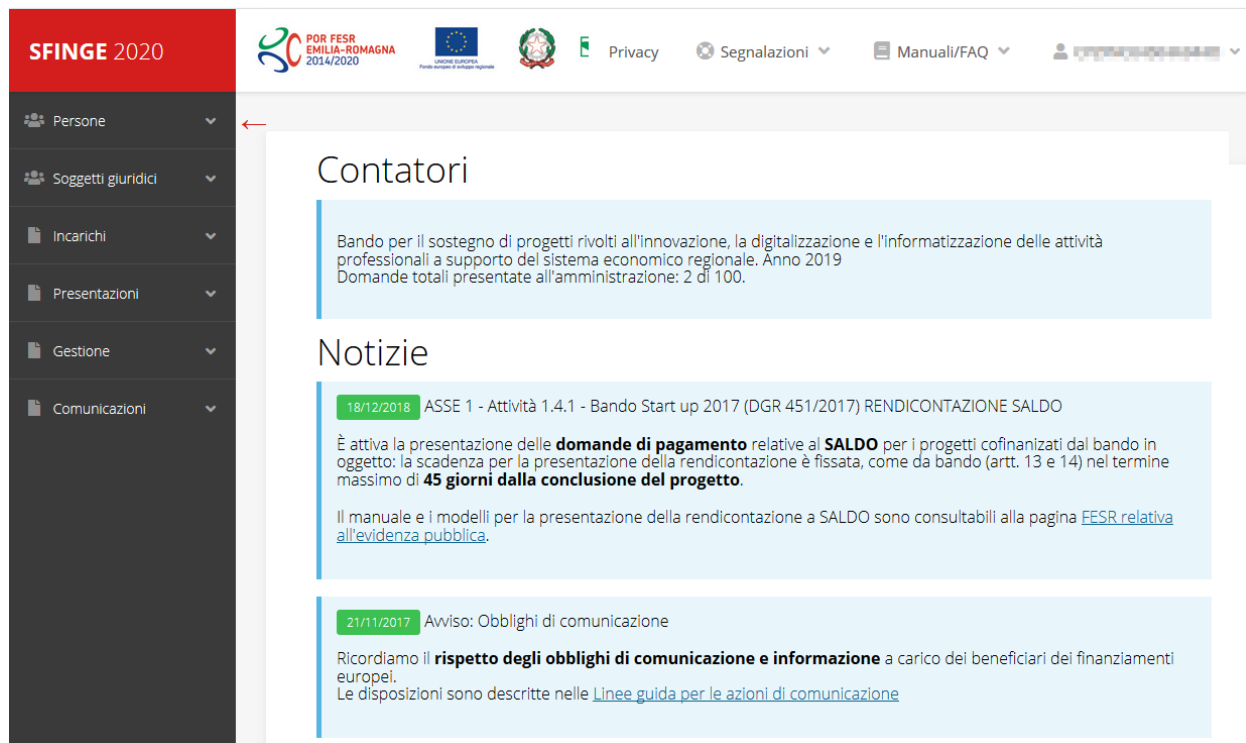 SFINGE 2020
POR FESR
EMILIA-ROMAGNA
2014/2020
UNIONE EUROPEA
Fondo europeo di sviluppo regionale
Privacy
Segnalazioni
Manuali/FAQ
Persone
Soggetti giuridici
Incarichi
Presentazioni
Gestione
Comunicazioni
←
Contatori
Bando per il sostegno di progetti rivolti all'innovazione, la digitalizzazione e l'informatizzazione delle attività
professionali a supporto del sistema economico regionale. Anno 2019
Domande totali presentate all'amministrazione: 2 di 100.
Notizie
18/12/2018 ASSE 1 - Attività 1.4.1 - Bando Start up 2017 (DGR 451/2017) RENDICONTAZIONE SALDO
È attiva la presentazione delle domande di pagamento relative al SALDO per i progetti cofinanizati dal bando in
oggetto: la scadenza per la presentazione della rendicontazione è fissata, come da bando (artt. 13 e 14) nel termine
massimo di 45 giorni dalla conclusione del progetto.
Il manuale e i modelli per la presentazione della rendicontazione a SALDO sono consultabili alla pagina FESR relativa
all'evidenza pubblica.
21/11/2017 Avviso: Obblighi di comunicazione
Ricordiamo il rispetto degli obblighi di comunicazione e informazione a carico dei beneficiari dei finanziamenti
europei.
Le disposizioni sono descritte nelle Linee guida per le azioni di comunicazione